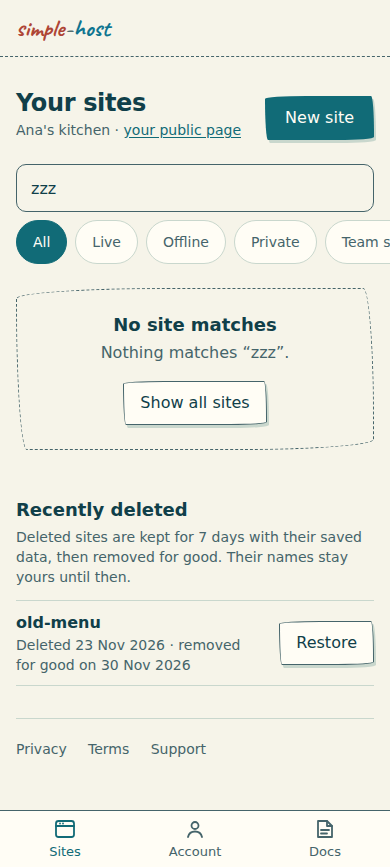 simple-host
Your sites
Ana's kitchen · your public page
New site
zzz
All Live Offline Private Team s
No site matches
Nothing matches “zzz”.
Show all sites
Recently deleted
Deleted sites are kept for 7 days with their saved
data, then removed for good. Their names stay
yours until then.
old-menu
Deleted 23 Nov 2026 · removed
for good on 30 Nov 2026
Restore
Privacy Terms Support
Sites Account Docs